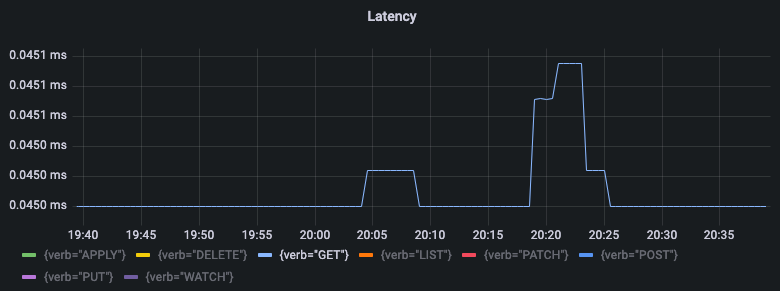 Latency
0.0451 ms
0.0451 ms
0.0451 ms
0.0450 ms
0.0450 ms
0.0450 ms
19:40 19:45 19:50 19:55 20:00 20:05 20:10 20:15 20:20 20:25 20:30 20:35
{verb="APPLY"} {verb="DELETE"} {verb="GET"} {verb="LIST"} {verb="PATCH"} {verb="POST"}
{verb="PUT"} {verb="WATCH"}